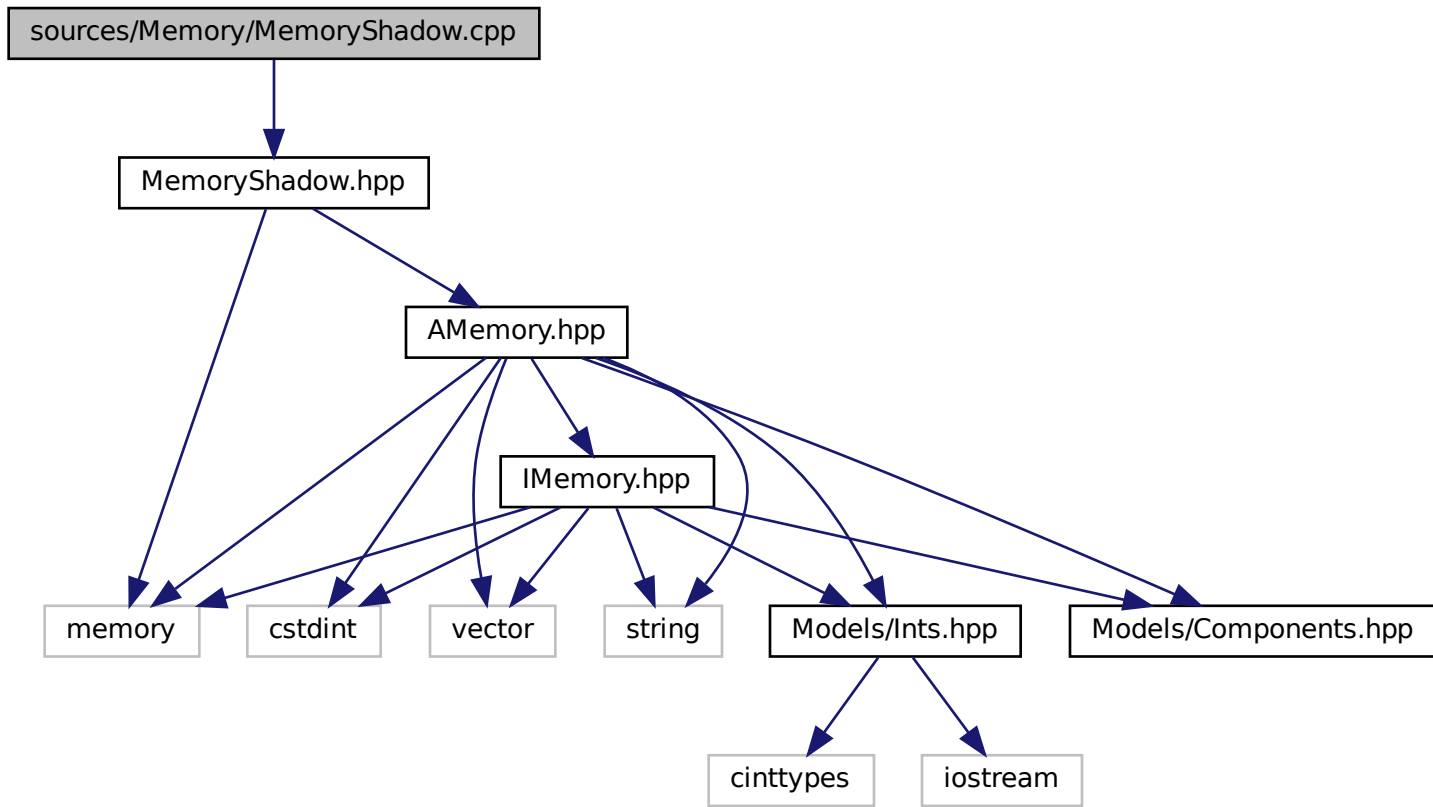 sources/Memory/MemoryShadow.cpp
MemoryShadow.hpp
AMemory.hpp
IMemory.hpp
memory
cstdint
vector
string
Models/Ints.hpp
Models/Components.hpp
cinttypes
iostream